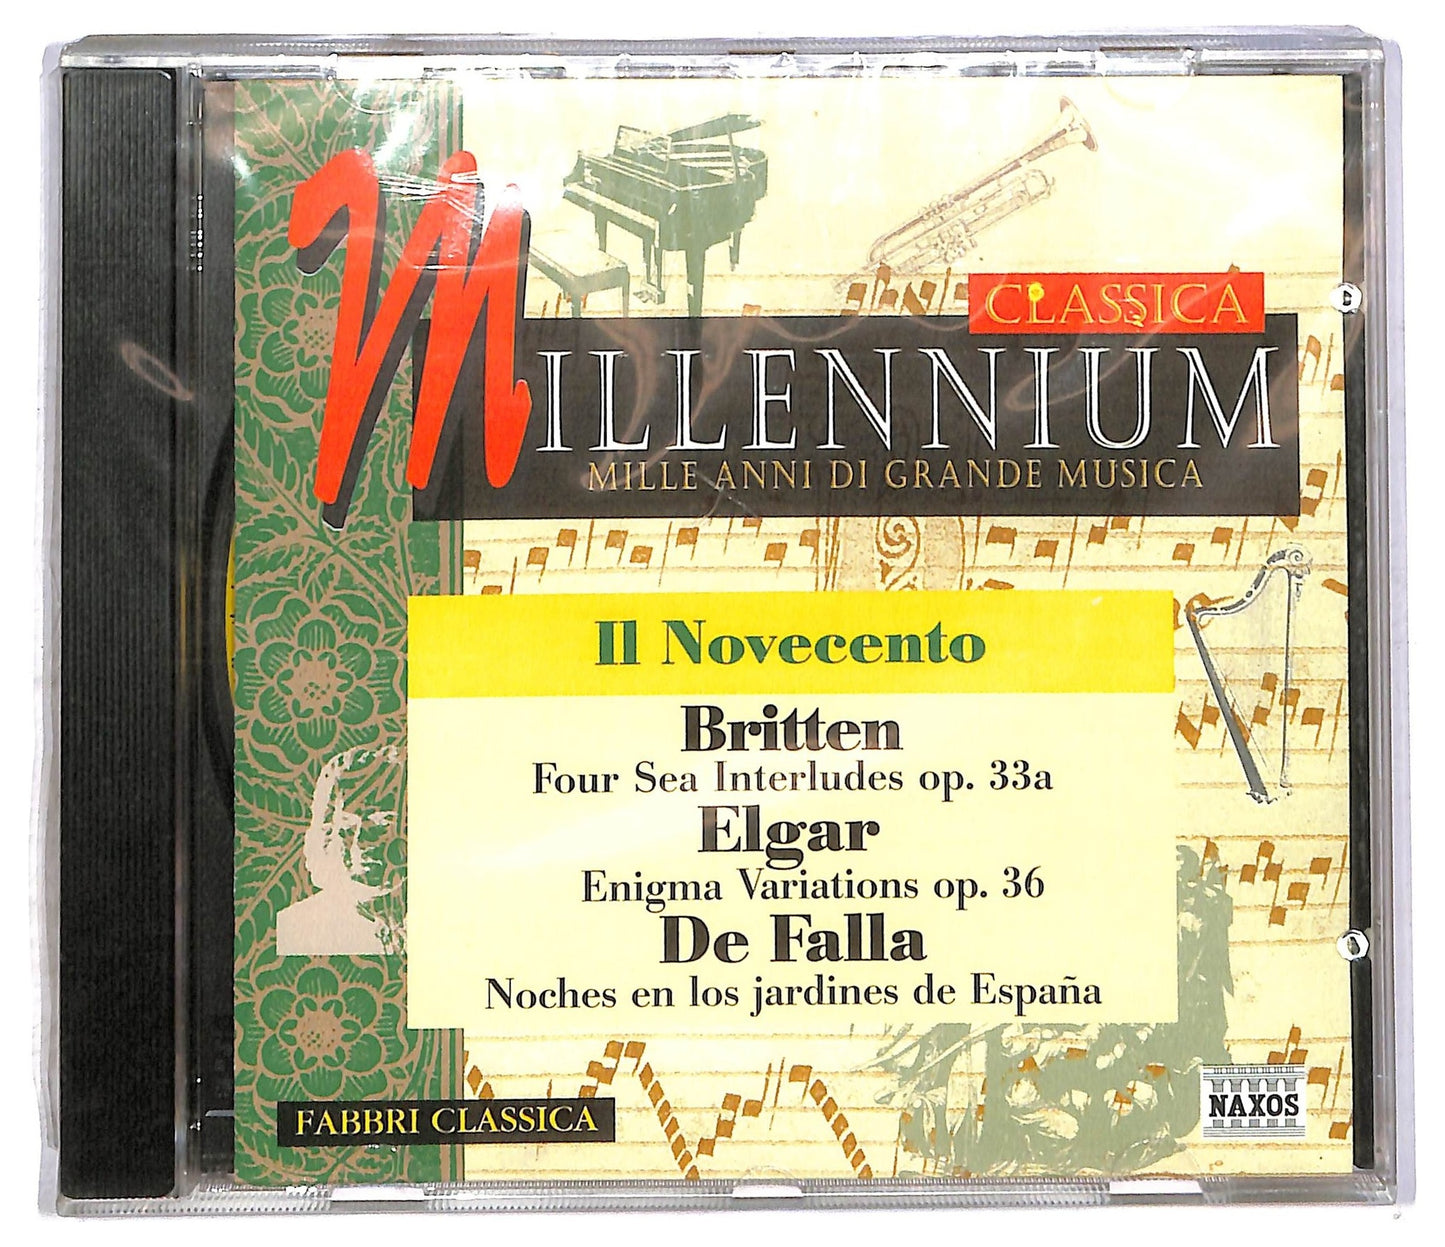 CLASSICA
MILLENNIUM
MILLE ANNI DI GRANDE MUSICA
Il Novecento
Britten
Four Sea Interludes op. 33a
Elgar
Enigma Variations op. 36
De Falla
Noches en los jardines de España
FABBRI CLASSICA
NAXOS